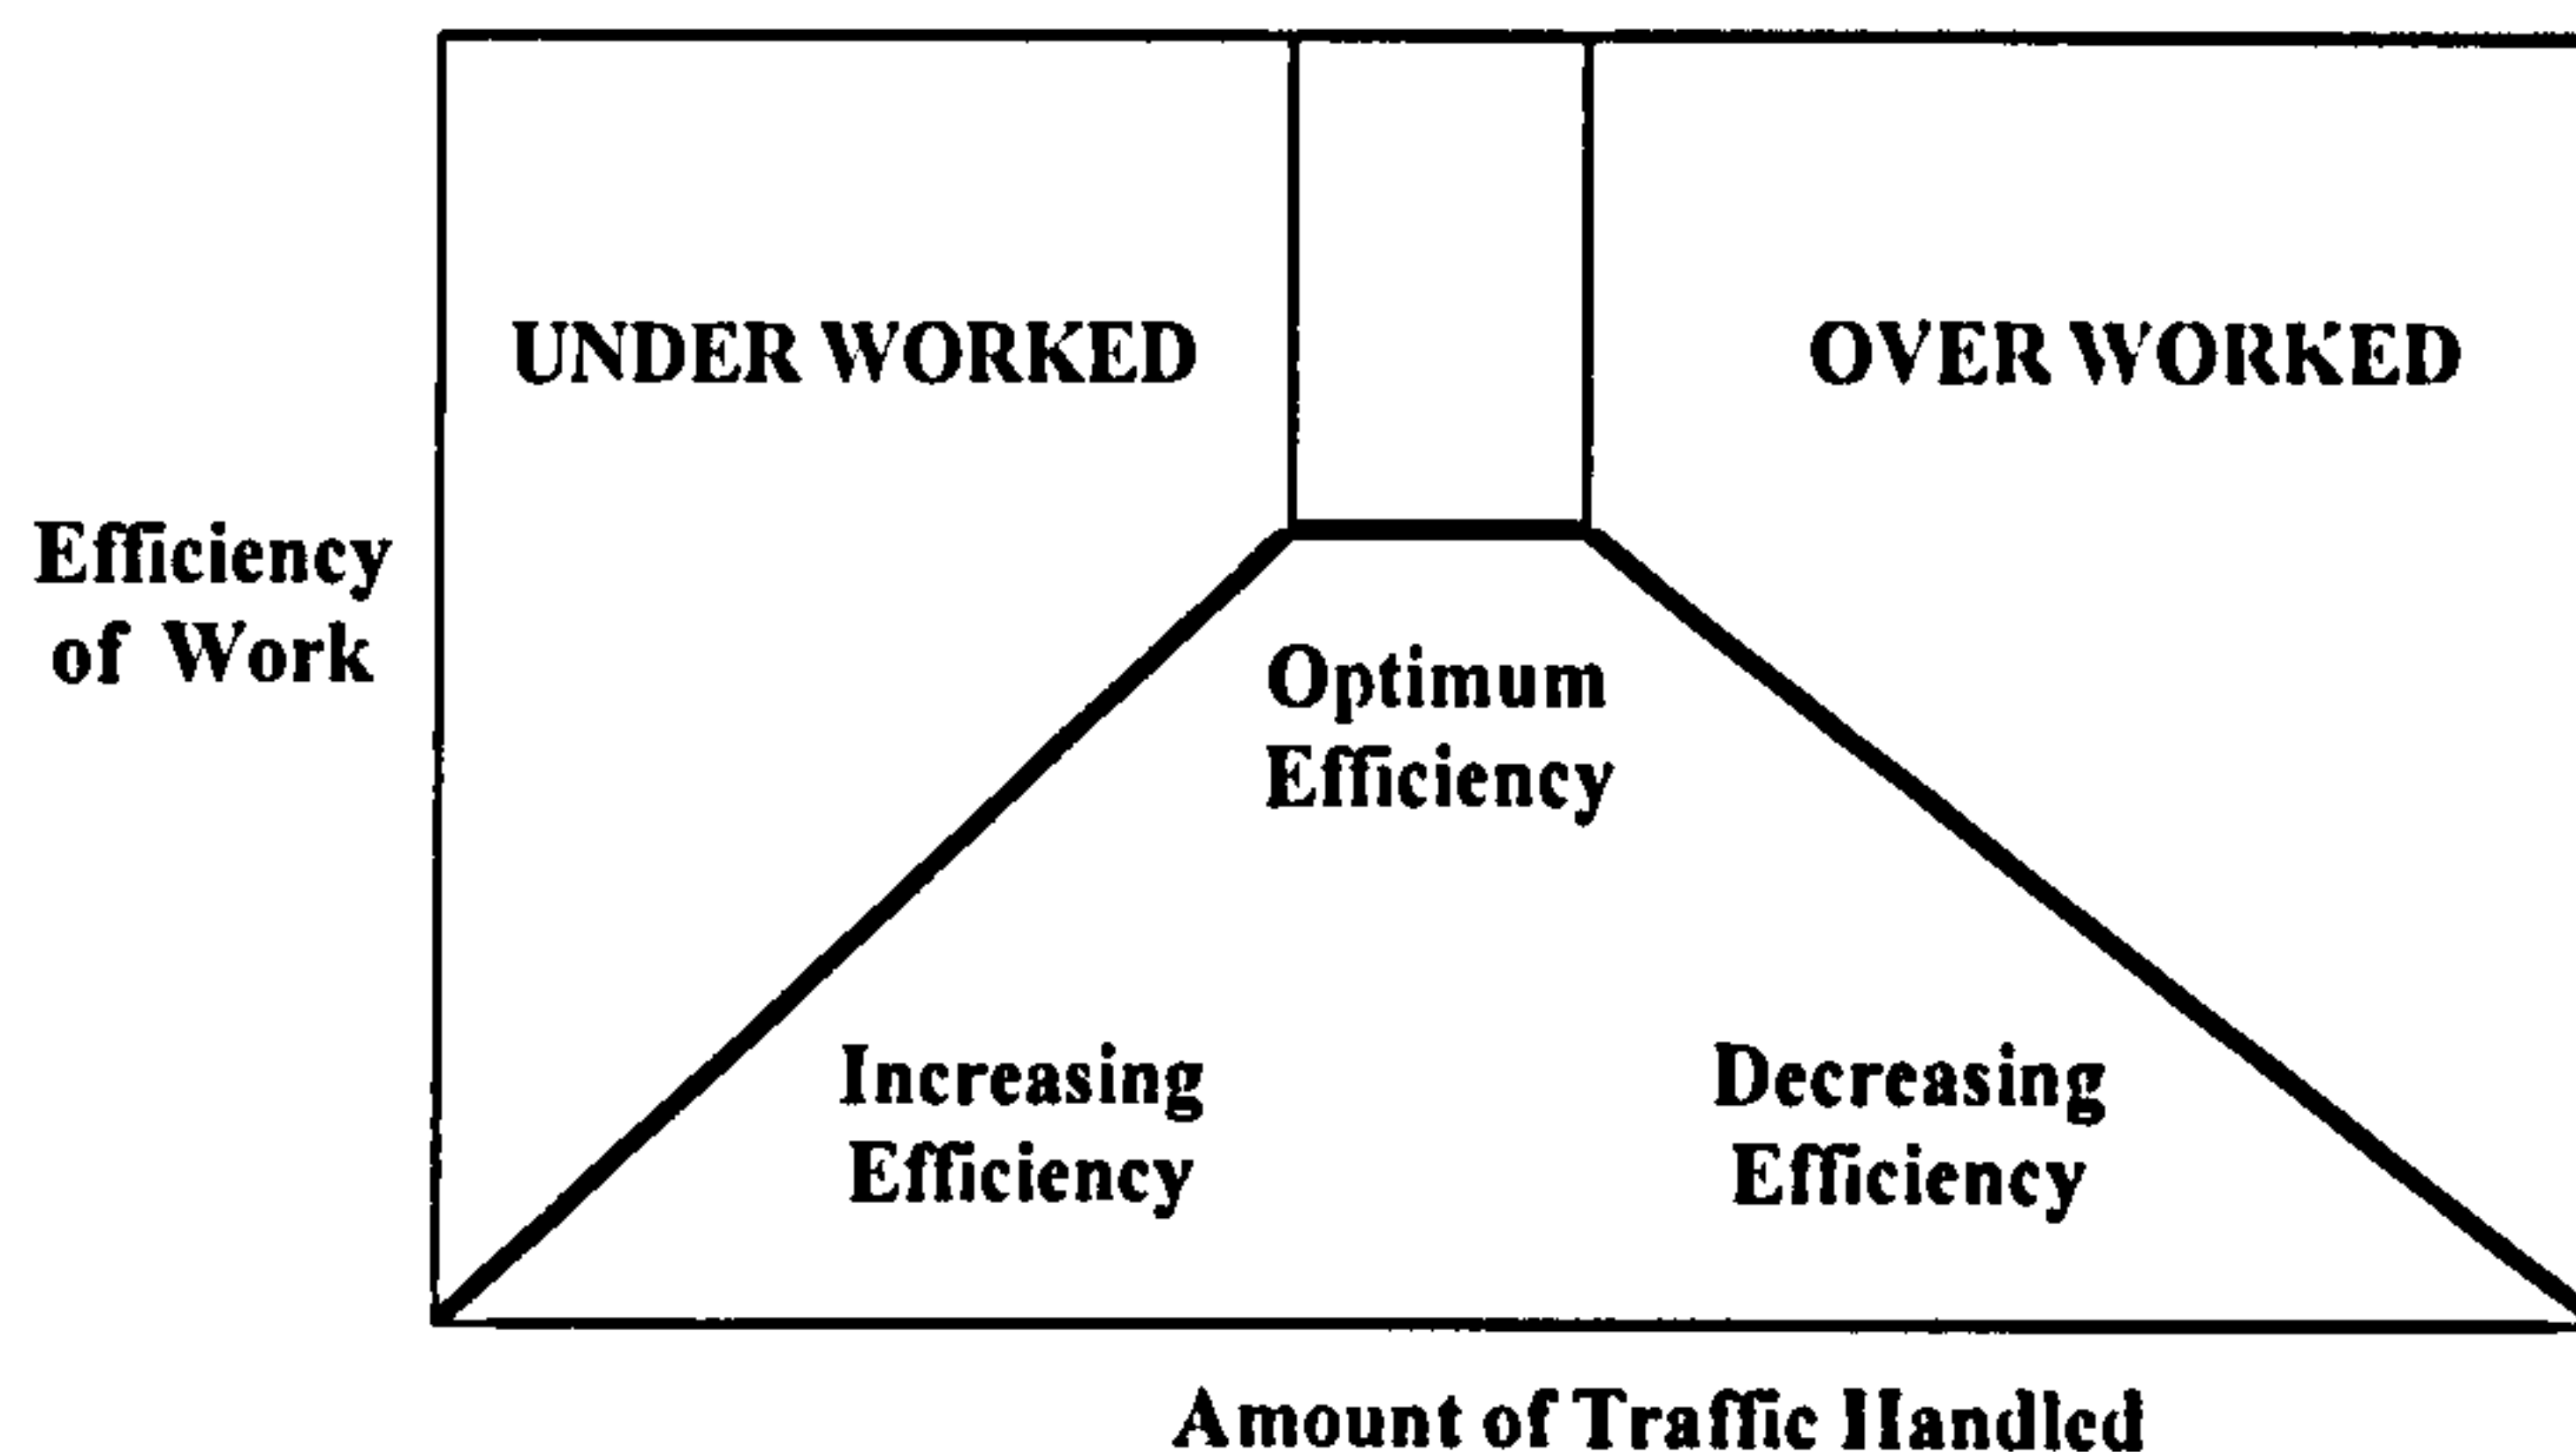 UNDER WORKED
OVER WORKED
Efficiency
of Work
Optimum
Efficiency
Increasing
Efficiency
Decreasing
Efficiency
Amount of Traffic Handled